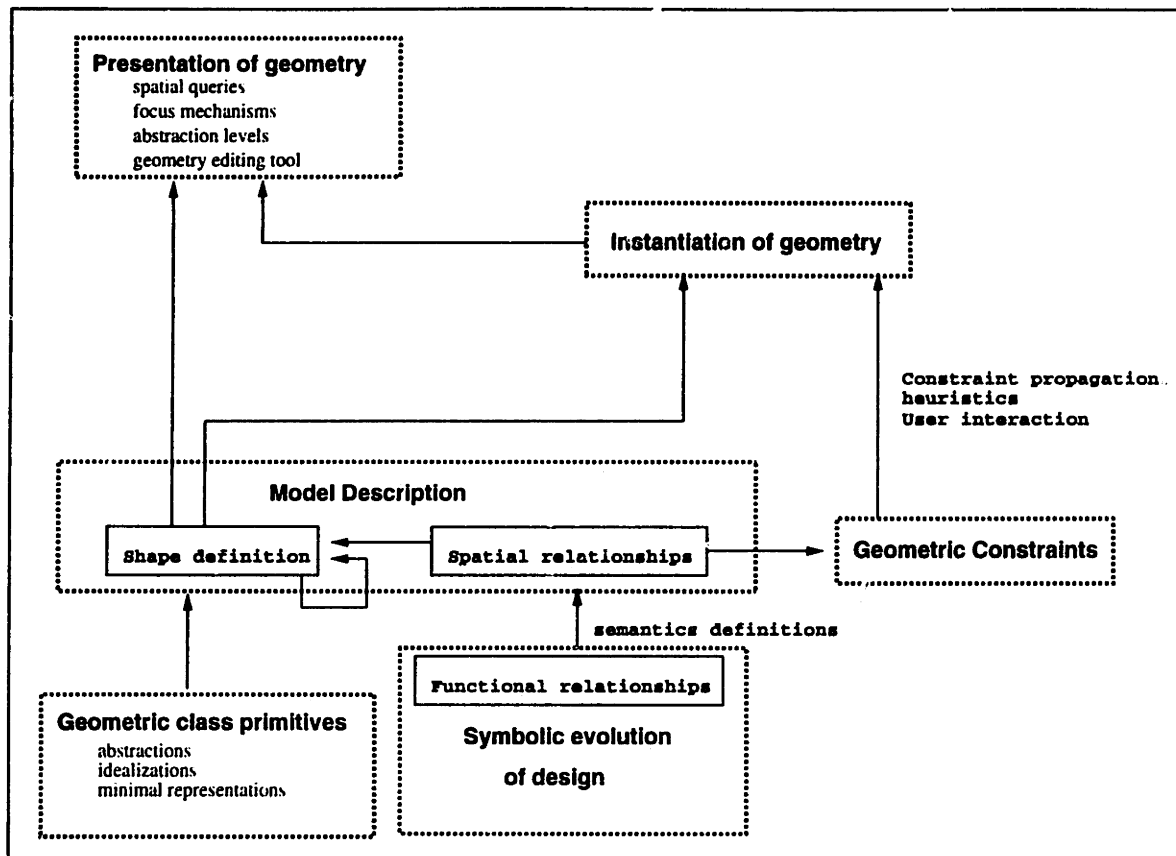 Presentation of geometry
spatial queries
focus mechanisms
abstraction levels
geometry editing tool
Instantiation of geometry
Constraint propagation
heuristics
User interaction
Model Description
Shape definition
Spatial relationships
Geometric Constraints
semantics definitions
Functional relationships
Symbolic evolution
of design
Geometric class primitives
abstractions
idealizations
minimal representations